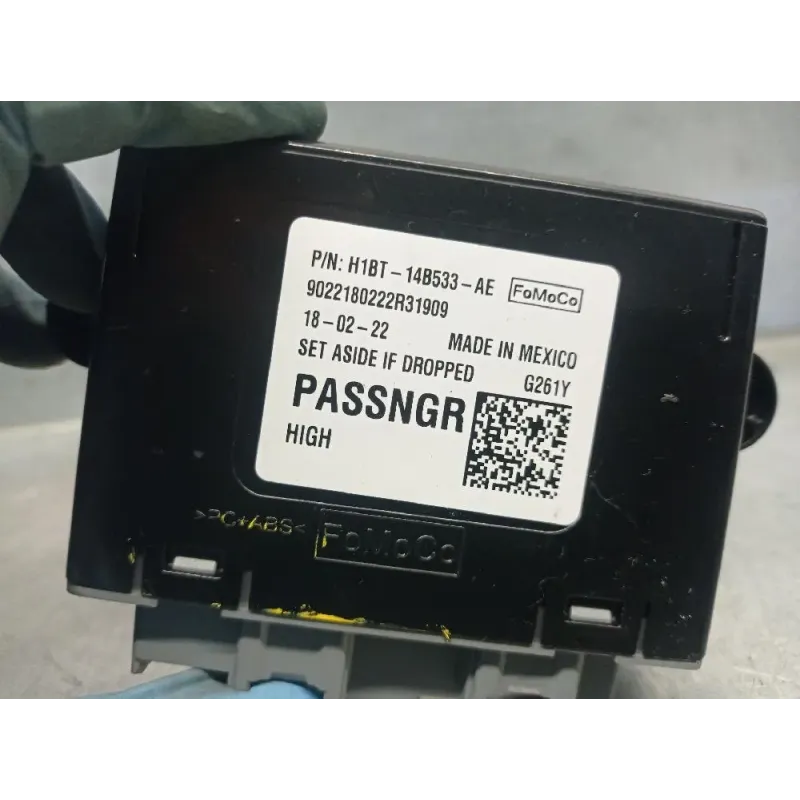 P/N: H1BT-14B533-AE FoMoCo
9022180222R31909
18-02-22 MADE IN MEXICO
SET ASIDE IF DROPPED G261Y
PASSNGR
HIGH
>PC+ABS< FoMoCo